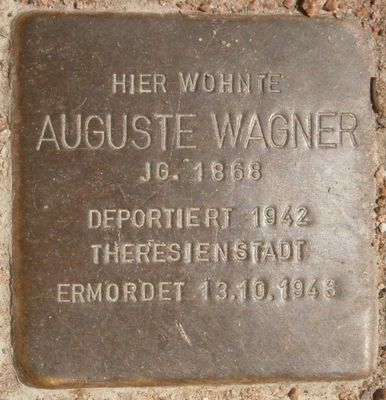 HIER WOHNTE
AUGUSTE WAGNER
JG. 1868
DEPORTIERT 1942
THERESIENSTADT
ERMORDET 13.10.1943